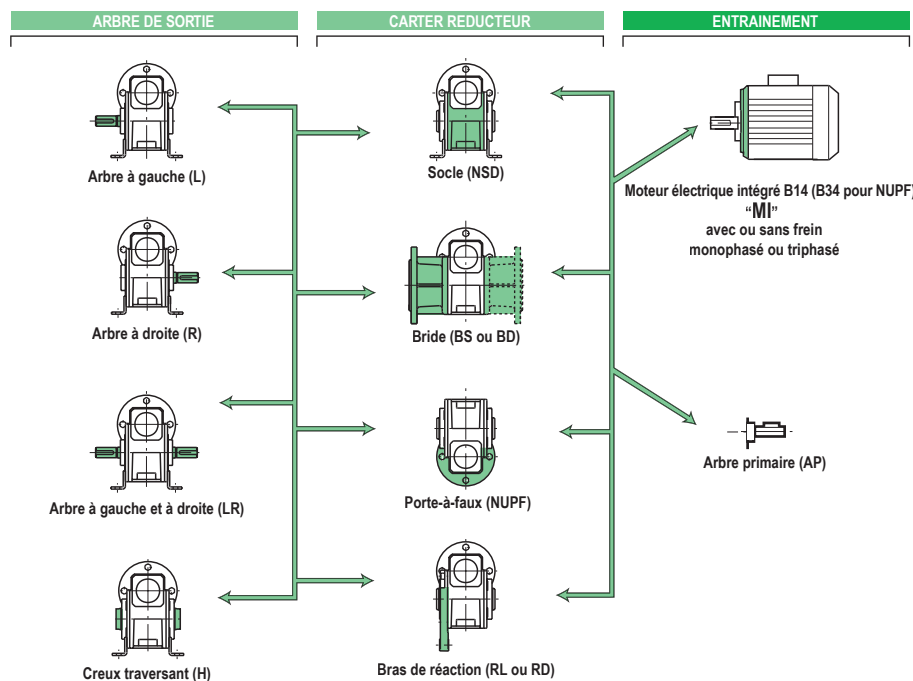 ARBRE DE SORTIE
CARTER REDUCTEUR
ENTRAINEMENT
Arbre à gauche (L)
Socle (NSD)
Moteur électrique intégré B14 (B34 pour NUPF)
“MI”
avec ou sans frein
monophasé ou triphasé
Arbre à droite (R)
Bride (BS ou BD)
Arbre à gauche et à droite (LR)
Porte-à-faux (NUPF)
Arbre primaire (AP)
Creux traversant (H)
Bras de réaction (RL ou RD)